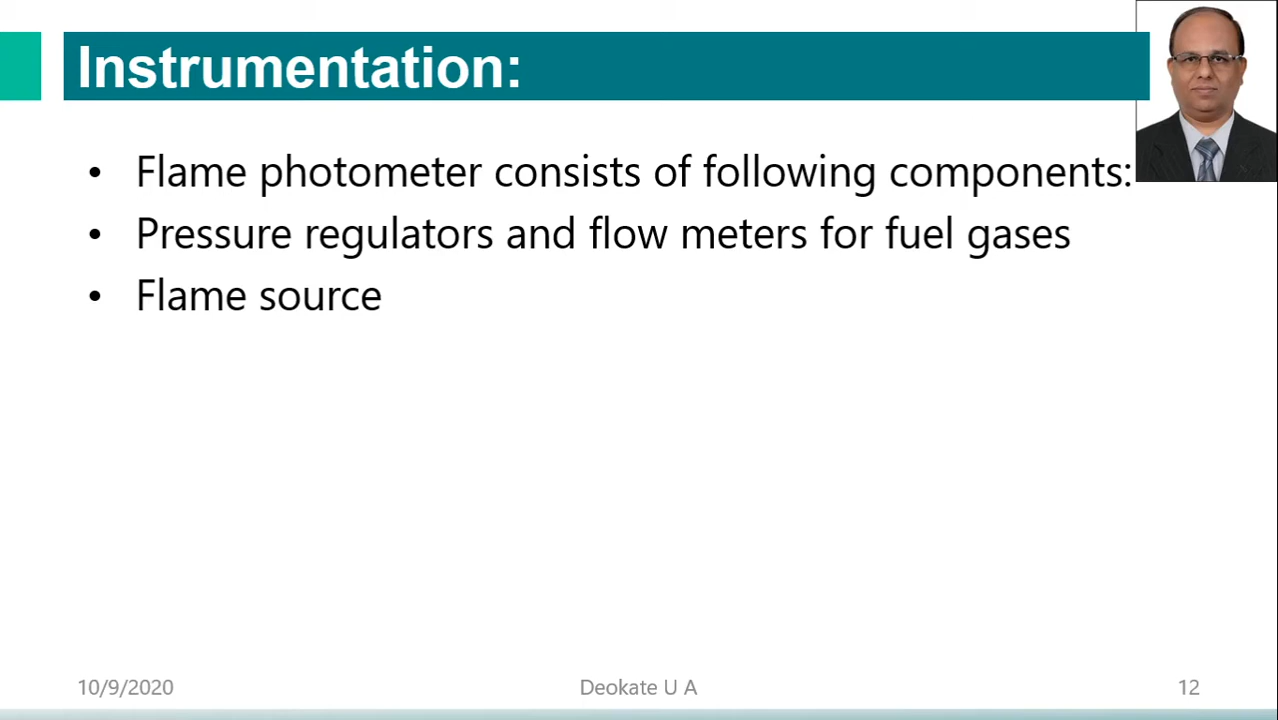 Instrumentation:
• Flame photometer consists of following components:
• Pressure regulators and flow meters for fuel gases
• Flame source
10/9/2020
Deokate U A
12